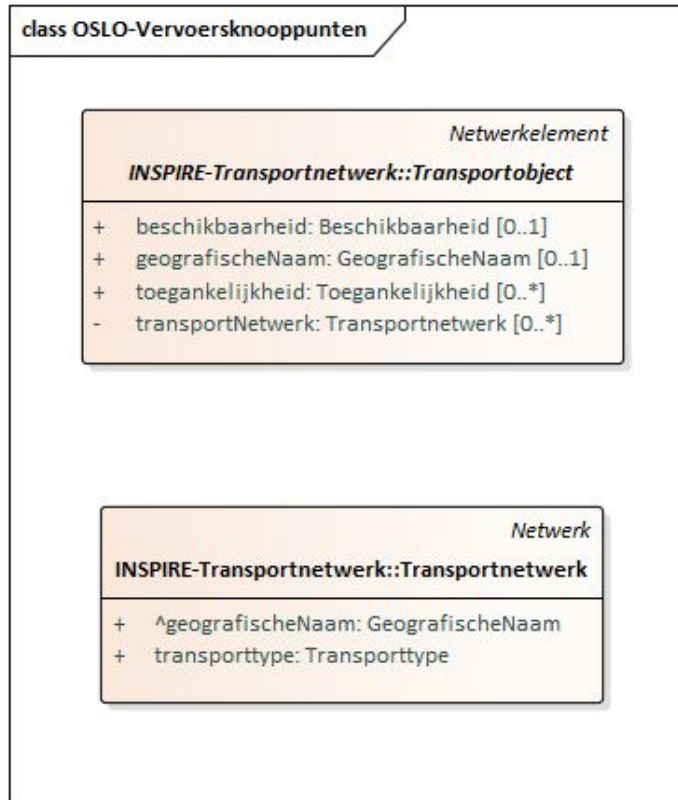 class OSLO-Vervoersknooppunten
Netwerkelement
INSPIRE-Transportnetwerk::Transportobject
+ beschikbaarheid: Beschikbaarheid [0..1]
+ geografischeNaam: GeografischeNaam [0..1]
+ toegankelijkheid: Toegankelijkheid [0..*]
- transportNetwerk: Transportnetwerk [0..*]
Netwerk
INSPIRE-Transportnetwerk::Transportnetwerk
+ ^geografischeNaam: GeografischeNaam
+ transporttype: Transporttype